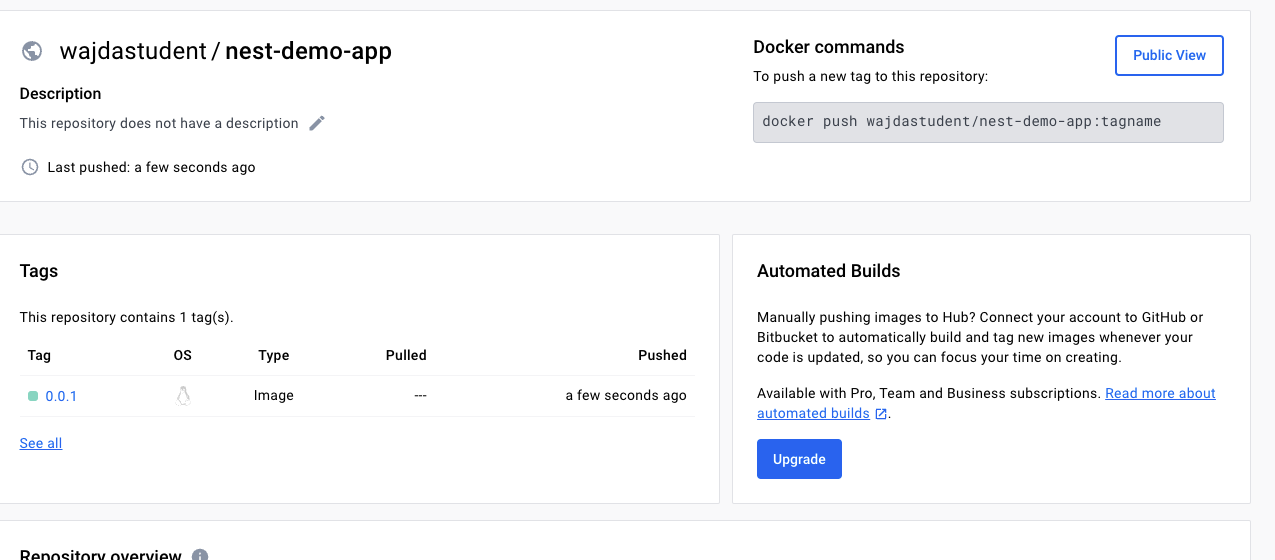 wajdastudent / nest-demo-app
Description
This repository does not have a description
Last pushed: a few seconds ago
Docker commands
To push a new tag to this repository:
Public View
docker push wajdastudent/nest-demo-app:tagname
Tags
This repository contains 1 tag(s).
Tag OS Type Pulled Pushed
0.0.1 Image --- a few seconds ago
See all
Automated Builds
Manually pushing images to Hub? Connect your account to GitHub or
Bitbucket to automatically build and tag new images whenever your
code is updated, so you can focus your time on creating.
Available with Pro, Team and Business subscriptions. Read more about
automated builds.
Upgrade
Repository overview